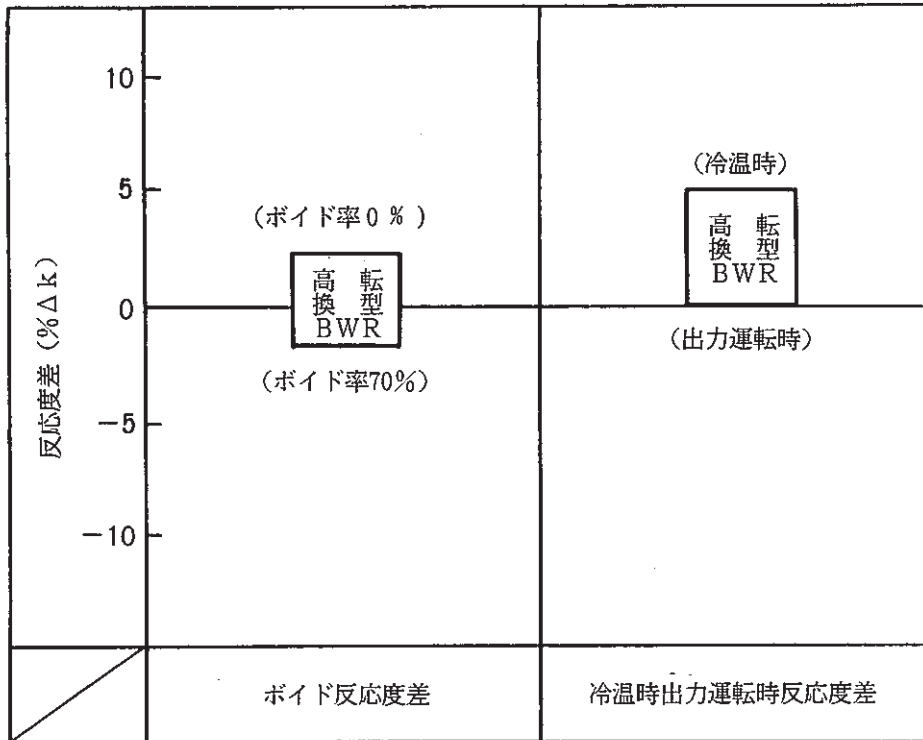 反応度差（％Δｋ）
10
5
0
－5
－10
（ボイド率０％）
高　転
換　型
ＢＷＲ
（ボイド率70％）
（冷温時）
高　転
換　型
ＢＷＲ
（出力運転時）
ボイド反応度差
冷温時出力運転時反応度差